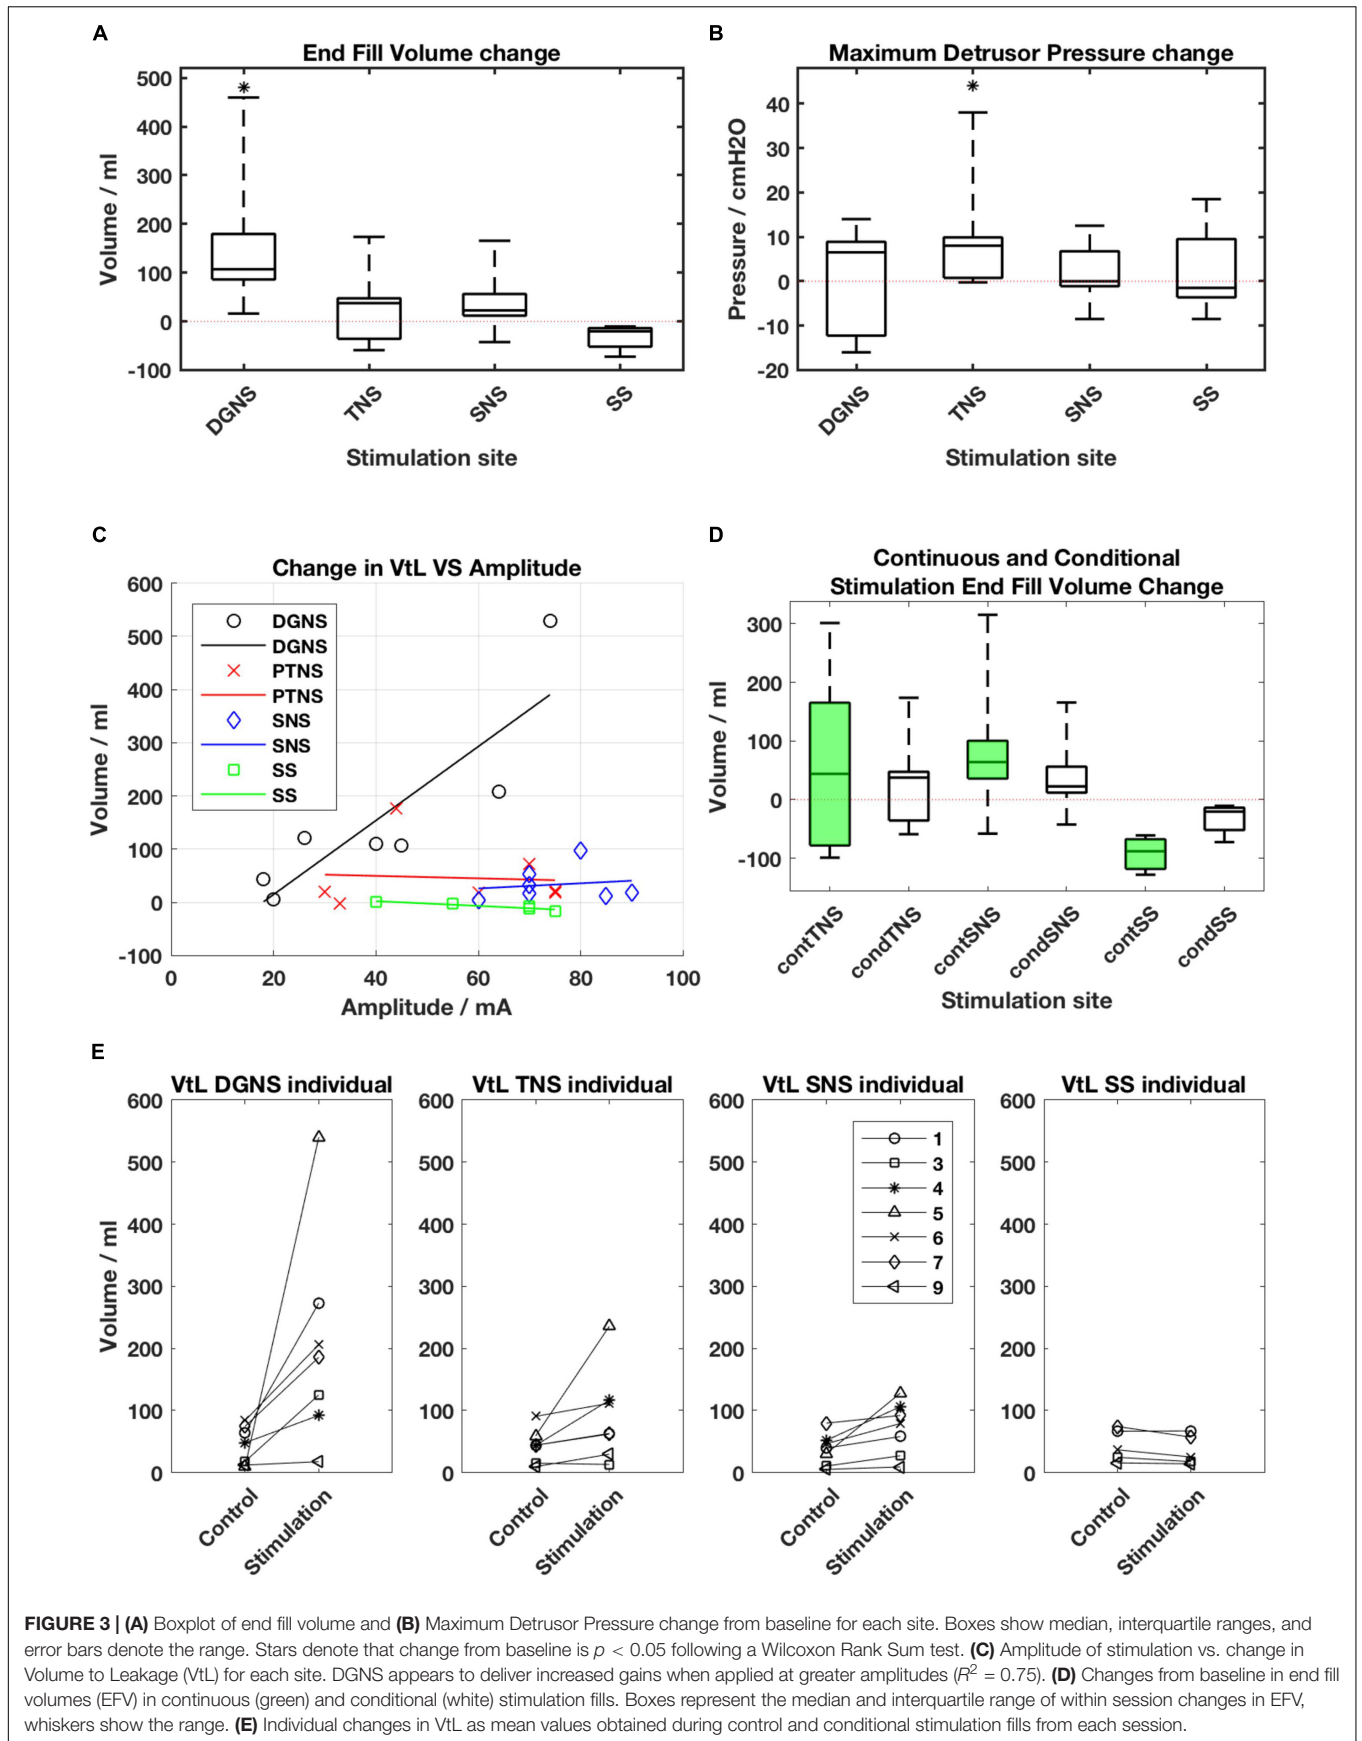 A
End Fill Volume change
500
400
300
200
100
0
-100
Volume / ml
*
DGNS
TNS
SNS
SS
Stimulation site
B
Maximum Detrusor Pressure change
40
30
20
10
0
-10
-20
Pressure / cmH2O
*
DGNS
TNS
SNS
SS
Stimulation site
C
Change in VtL VS Amplitude
600
500
400
300
200
100
0
-100
Volume / ml
DGNS
DGNS
PTNS
PTNS
SNS
SNS
SS
SS
0
20
40
60
80
100
Amplitude / mA
D
Continuous and Conditional
Stimulation End Fill Volume Change
300
200
100
0
-100
Volume / ml
contTNS
condTNS
contSNS
condSNS
contSS
condSS
Stimulation site
E
VtL DGNS individual
600
500
400
300
200
100
0
Volume / ml
Control
Stimulation
VtL TNS individual
600
500
400
300
200
100
0
Control
Stimulation
VtL SNS individual
600
500
400
300
200
100
0
1
3
4
5
6
7
9
Control
Stimulation
VtL SS individual
600
500
400
300
200
100
0
Control
Stimulation
FIGURE 3 | (A) Boxplot of end fill volume and (B) Maximum Detrusor Pressure change from baseline for each site. Boxes show median, interquartile ranges, and
error bars denote the range. Stars denote that change from baseline is p < 0.05 following a Wilcoxon Rank Sum test. (C) Amplitude of stimulation vs. change in
Volume to Leakage (VtL) for each site. DGNS appears to deliver increased gains when applied at greater amplitudes (R² = 0.75). (D) Changes from baseline in end fill
volumes (EFV) in continuous (green) and conditional (white) stimulation fills. Boxes represent the median and interquartile range of within session changes in EFV,
whiskers show the range. (E) Individual changes in VtL as mean values obtained during control and conditional stimulation fills from each session.